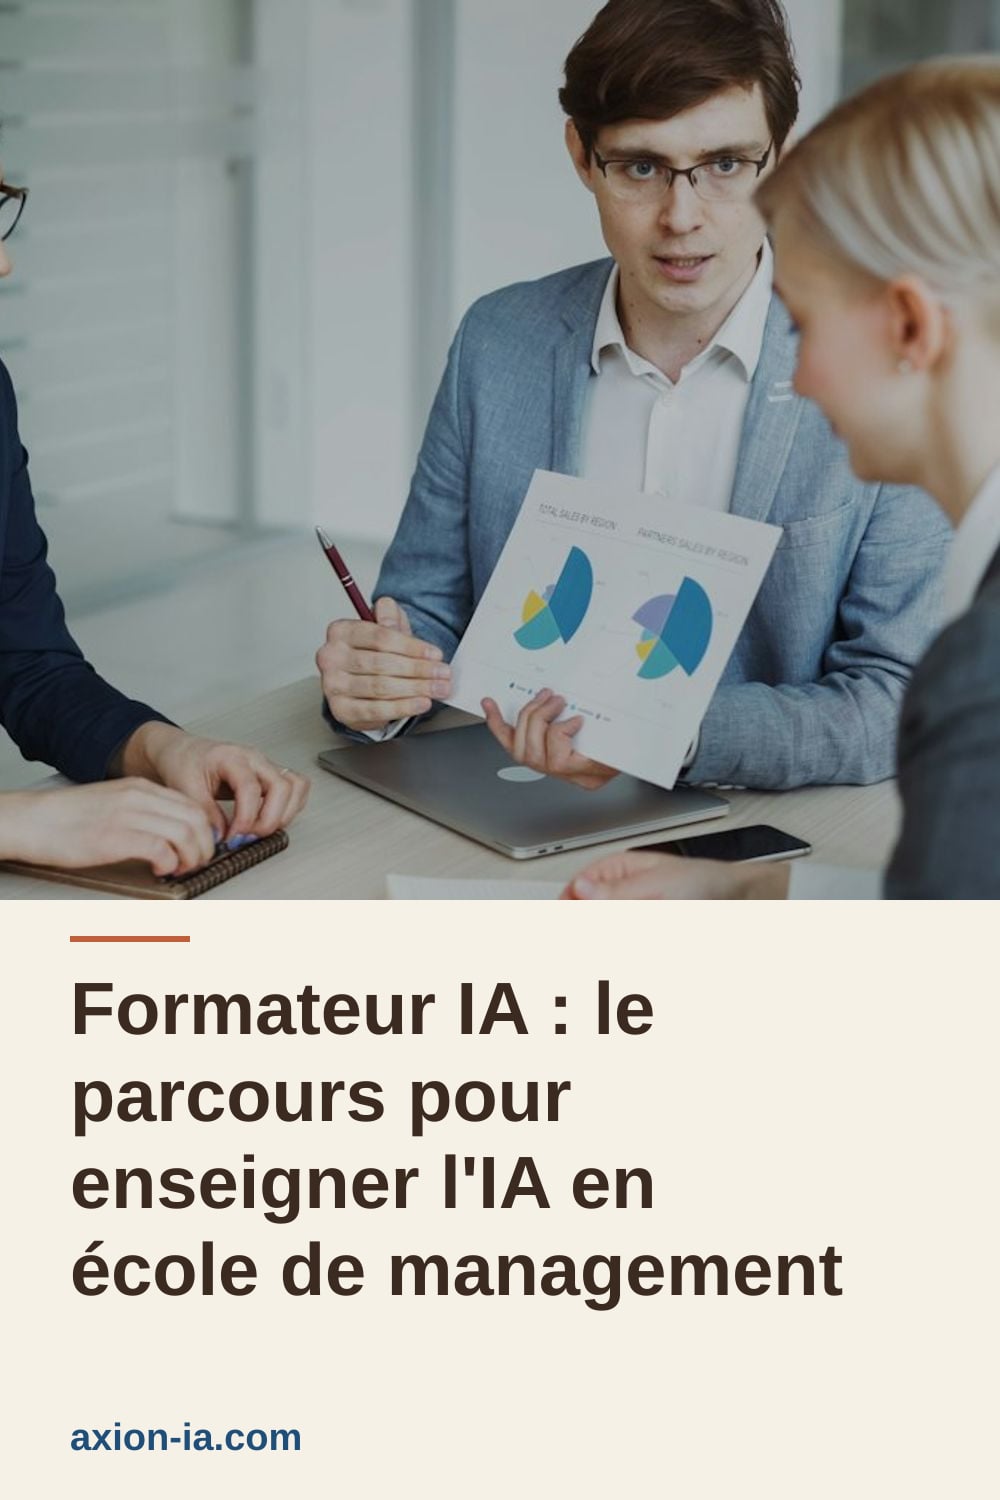 TOTAL SALES BY REGION
PARTNERS SALES BY REGION
Formateur IA : le
parcours pour
enseigner l'IA en
école de management
axion-ia.com